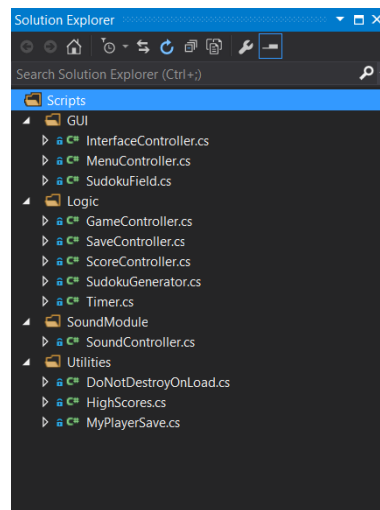 Solution Explorer
Search Solution Explorer (Ctrl+;)
Scripts
GUI
C# InterfaceController.cs
C# MenuController.cs
C# SudokuField.cs
Logic
C# GameController.cs
C# SaveController.cs
C# ScoreController.cs
C# SudokuGenerator.cs
C# Timer.cs
SoundModule
C# SoundController.cs
Utilities
C# DoNotDestroyOnLoad.cs
C# HighScores.cs
C# MyPlayerSave.cs